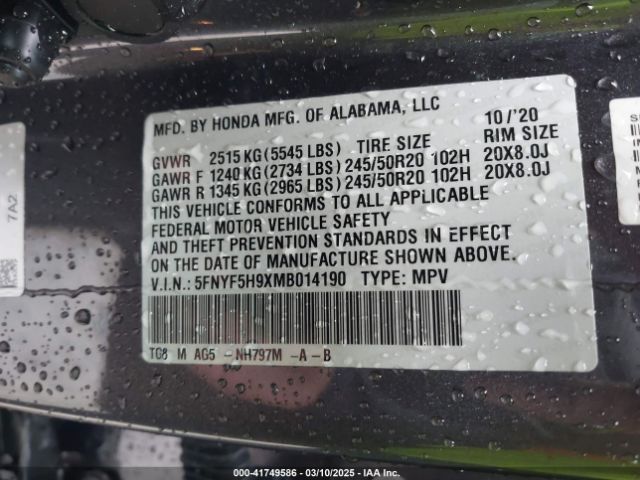 MFD. BY HONDA MFG. OF ALABAMA, LLC 10/'20
GVWR 2515 KG (5545 LBS) TIRE SIZE RIM SIZE
GAWR F 1240 KG (2734 LBS) 245/50R20 102H 20X8.0J
GAWR R 1345 KG (2965 LBS) 245/50R20 102H 20X8.0J
THIS VEHICLE CONFORMS TO ALL APPLICABLE
FEDERAL MOTOR VEHICLE SAFETY
AND THEFT PREVENTION STANDARDS IN EFFECT
ON THE DATE OF MANUFACTURE SHOWN ABOVE.
V.I.N.: 5FNYF5H9XMB014190 TYPE: MPV
TG8 M AG5 -NH797M -A-B
7A2
000-41749586 — 03/10/2025 — IAA Inc.